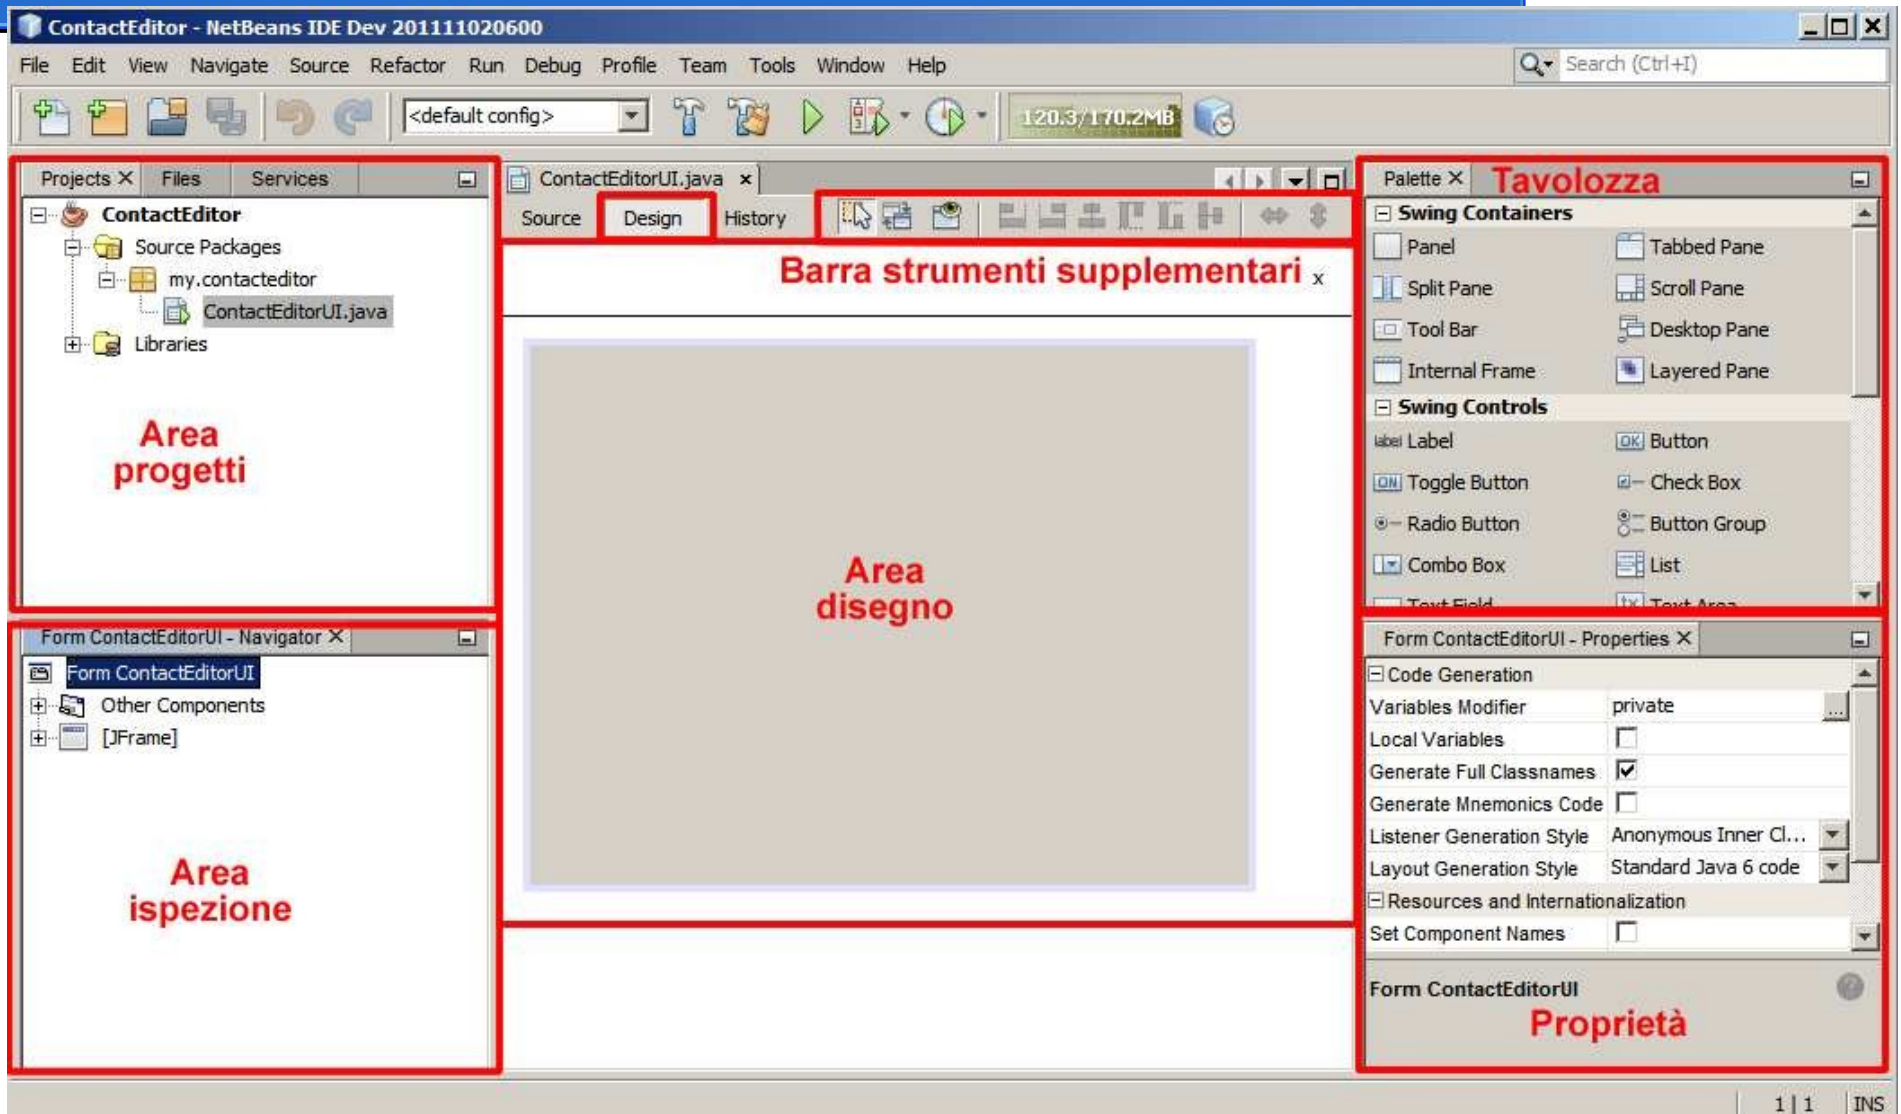 ContactEditor - NetBeans IDE Dev 201111020600
File Edit View Navigate Source Refactor Run Debug Profile Team Tools Window Help
Search (Ctrl+I)
<default config>
120.3/170.2MB
Projects Files Services
ContactEditor
Source Packages
my.contacteditor
ContactEditorUI.java
Libraries
Area
progetti
Form ContactEditorUI - Navigator
Form ContactEditorUI
Other Components
[JFrame]
Area
ispezione
ContactEditorUI.java
Source Design History
Barra strumenti supplementari x
Area
disegno
Palette Tavolozza
Swing Containers
Panel Tabbed Pane
Split Pane Scroll Pane
Tool Bar Desktop Pane
Internal Frame Layered Pane
Swing Controls
label Label OK Button
ON Toggle Button Check Box
Radio Button Button Group
Combo Box List
Text Field Text Area
Form ContactEditorUI - Properties
Code Generation
Variables Modifier private ...
Local Variables
Generate Full Classnames
Generate Mnemonics Code
Listener Generation Style Anonymous Inner Cl...
Layout Generation Style Standard Java 6 code
Resources and Internationalization
Set Component Names
Form ContactEditorUI ?
Proprietà
1 | 1 INS